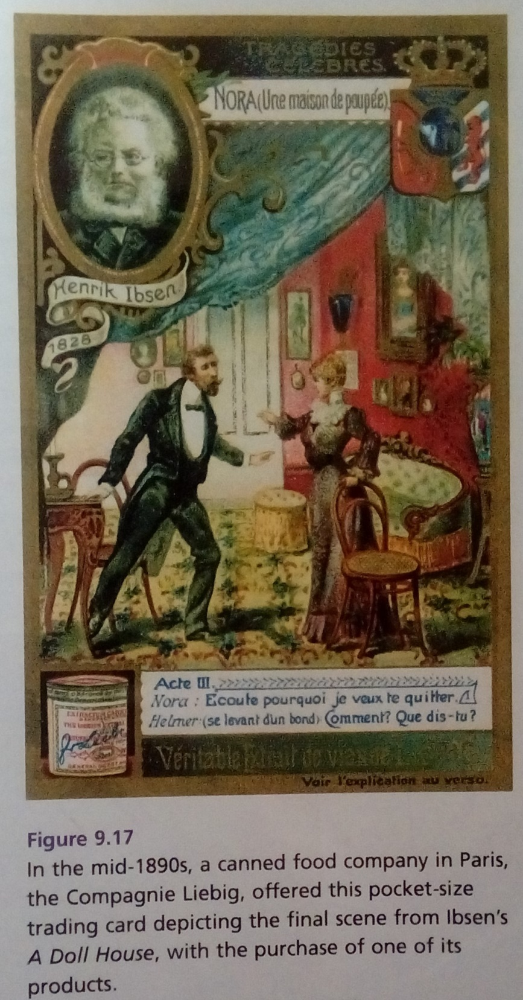 TRAGÉDIES
CÉLÈBRES
NORA (Une maison de poupée)
Henrik Ibsen.
1828
Acte III.
Nora : Ecoute pourquoi je veux te quitter.
Helmer (se levant d'un bond) Comment? Que dis-tu?
Véritable Extrait de viande
Voir l'explication au verso.
Figure 9.17
In the mid-1890s, a canned food company in Paris,
the Compagnie Liebig, offered this pocket-size
trading card depicting the final scene from Ibsen's
A Doll House, with the purchase of one of its
products.